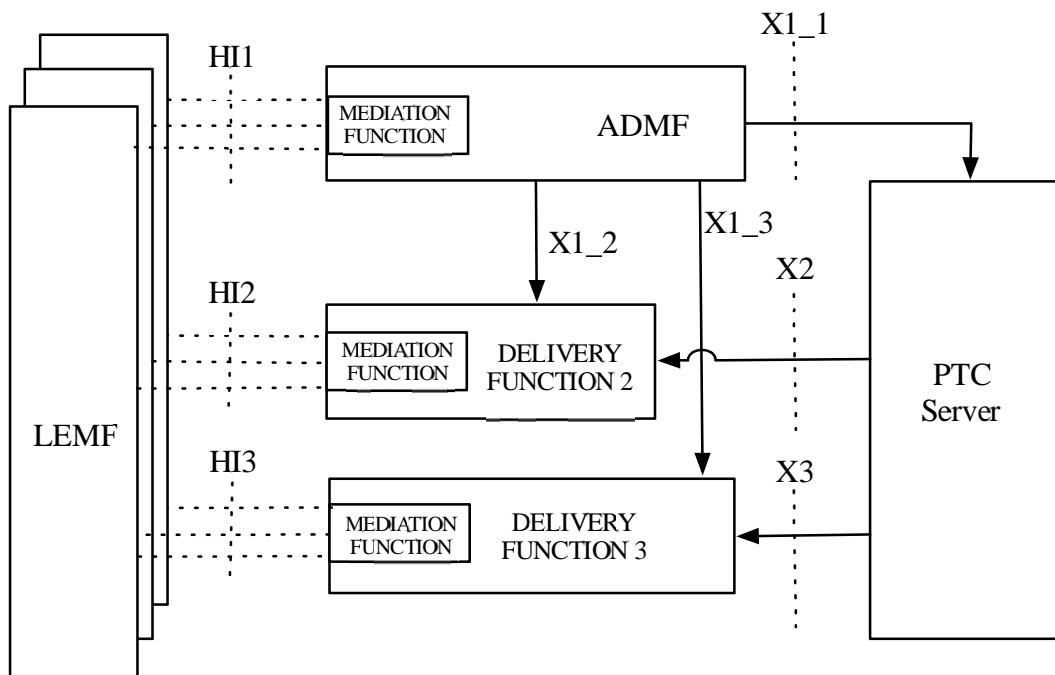 X1_1
HI1
MEDIATION
FUNCTION
ADMF
X1_2
X1_3
HI2
X2
MEDIATION
FUNCTION
DELIVERY
FUNCTION 2
PTC
Server
LEMF
HI3
X3
MEDIATION
FUNCTION
DELIVERY
FUNCTION 3